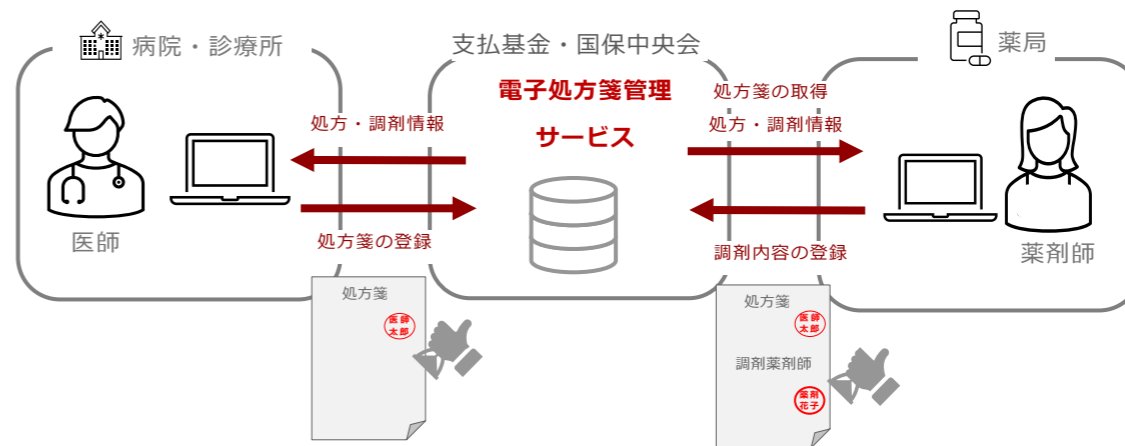 病院・診療所
支払基金・国保中央会
薬局
電子処方箋管理
サービス
処方・調剤情報
処方箋の登録
処方箋の取得
処方・調剤情報
調剤内容の登録
医師
薬剤師
処方箋
医師
太郎
処方箋
医師
太郎
調剤薬剤師
薬剤
花子